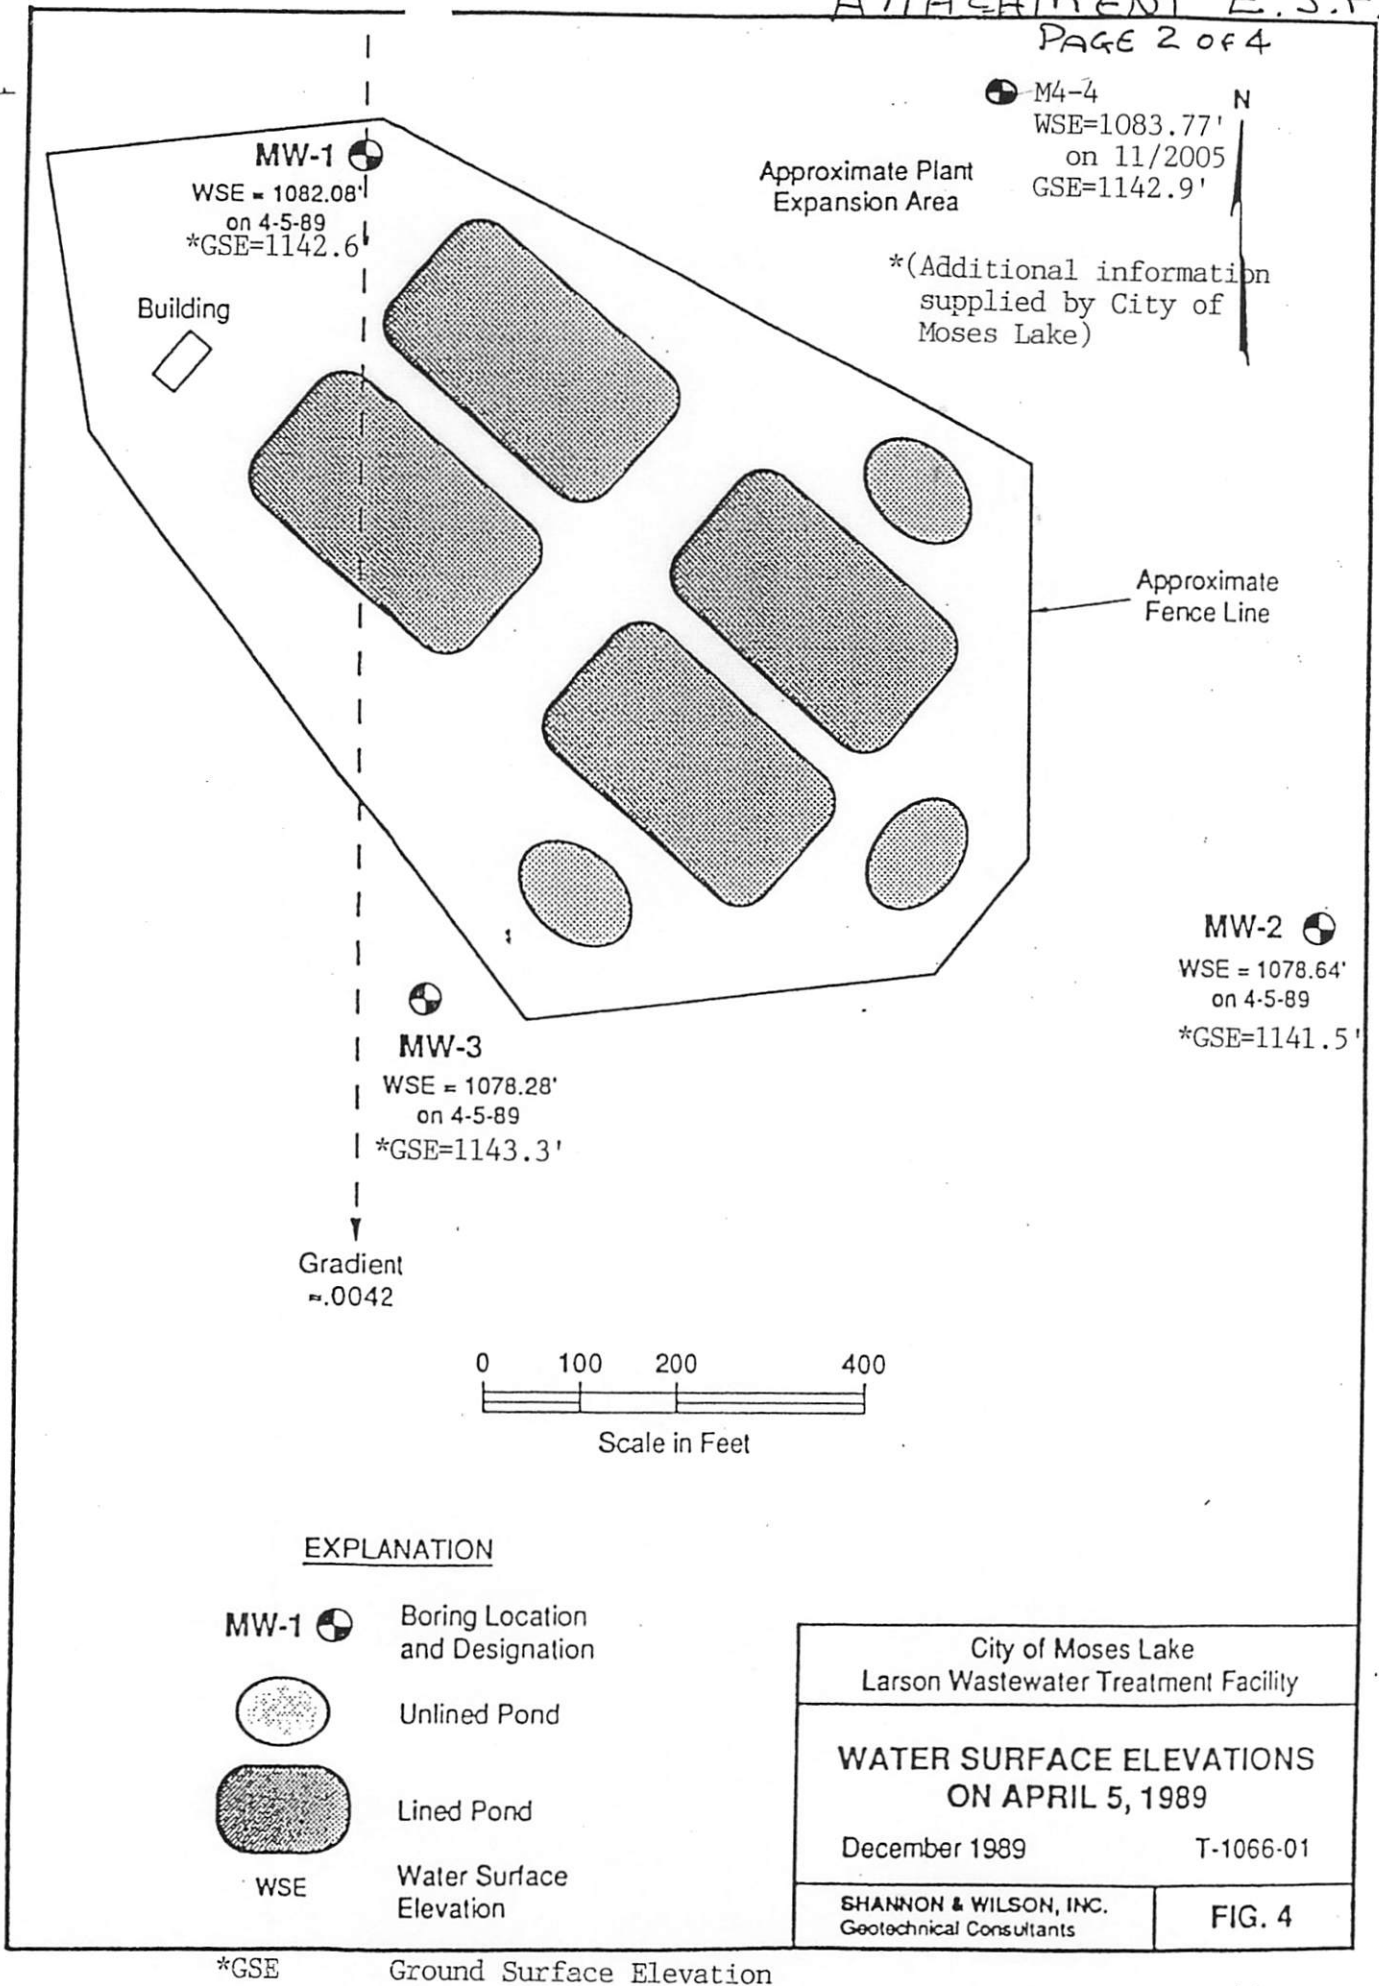 ATTACHMENT E.3.F.
PAGE 2 OF 4
M4-4
WSE=1083.77'
on 11/2005
GSE=1142.9'
N
MW-1
WSE = 1082.08'
on 4-5-89
*GSE=1142.6'
Approximate Plant
Expansion Area
*(Additional information
supplied by City of
Moses Lake)
Building
Approximate
Fence Line
MW-2
WSE = 1078.64'
on 4-5-89
*GSE=1141.5'
MW-3
WSE = 1078.28'
on 4-5-89
*GSE=1143.3'
Gradient
≈.0042
0 100 200 400
Scale in Feet
EXPLANATION
MW-1 Boring Location
and Designation
Unlined Pond
Lined Pond
WSE Water Surface
Elevation
City of Moses Lake
Larson Wastewater Treatment Facility
WATER SURFACE ELEVATIONS
ON APRIL 5, 1989
December 1989 T-1066-01
SHANNON & WILSON, INC.
Geotechnical Consultants
FIG. 4
*GSE Ground Surface Elevation